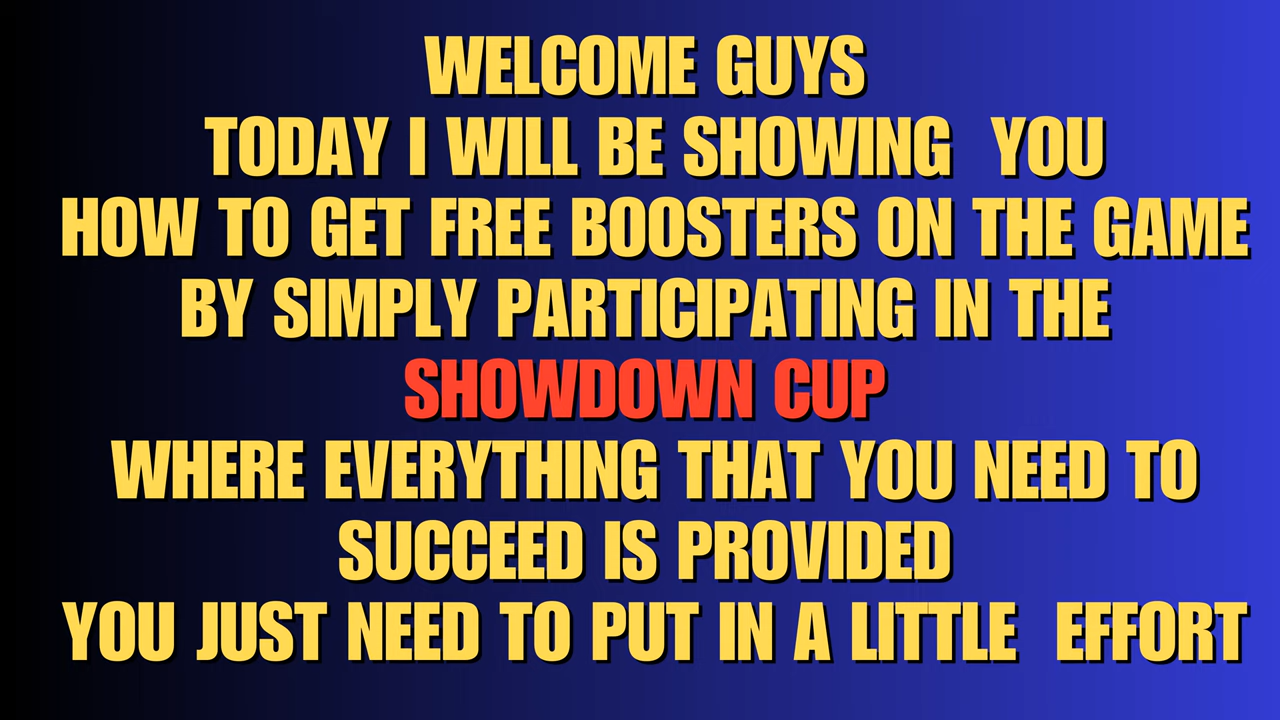 WELCOME GUYS
TODAY I WILL BE SHOWING  YOU
HOW TO GET FREE BOOSTERS ON THE GAME
BY SIMPLY PARTICIPATING IN THE
SHOWDOWN CUP
WHERE EVERYTHING THAT YOU NEED TO
SUCCEED IS PROVIDED
YOU JUST NEED TO PUT IN A LITTLE  EFFORT